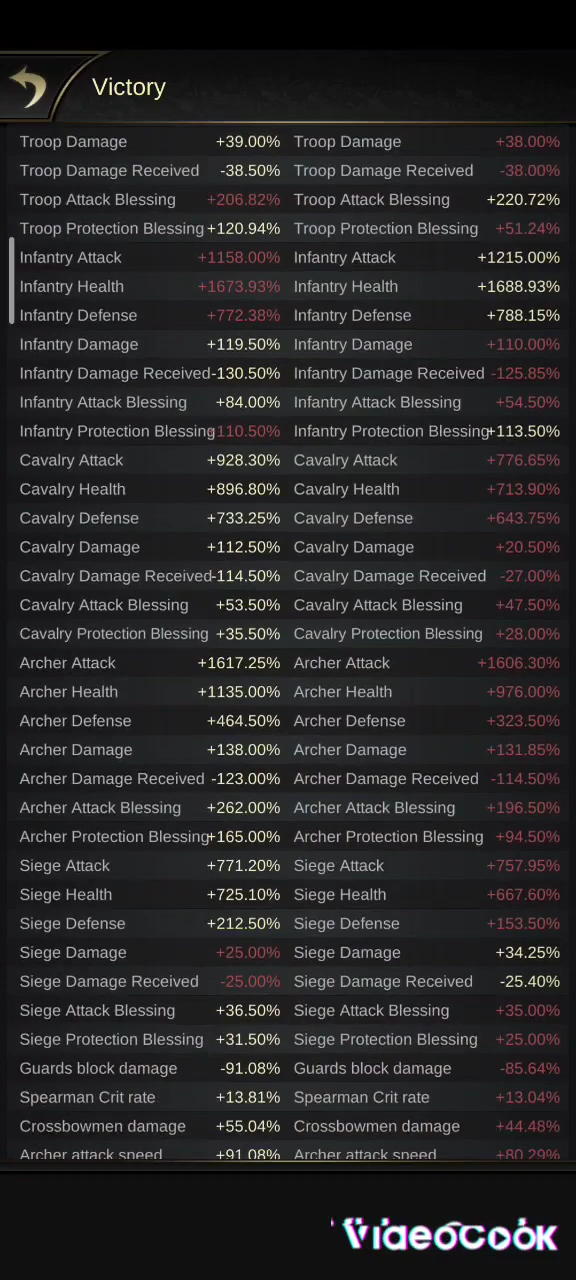 Victory
Troop Damage +39.00% Troop Damage +38.00%
Troop Damage Received -38.50% Troop Damage Received -38.00%
Troop Attack Blessing +206.82% Troop Attack Blessing +220.72%
Troop Protection Blessing +120.94% Troop Protection Blessing +51.24%
Infantry Attack +1158.00% Infantry Attack +1215.00%
Infantry Health +1673.93% Infantry Health +1688.93%
Infantry Defense +772.38% Infantry Defense +788.15%
Infantry Damage +119.50% Infantry Damage +110.00%
Infantry Damage Received -130.50% Infantry Damage Received -125.85%
Infantry Attack Blessing +84.00% Infantry Attack Blessing +54.50%
Infantry Protection Blessing +110.50% Infantry Protection Blessing +113.50%
Cavalry Attack +928.30% Cavalry Attack +776.65%
Cavalry Health +896.80% Cavalry Health +713.90%
Cavalry Defense +733.25% Cavalry Defense +643.75%
Cavalry Damage +112.50% Cavalry Damage +20.50%
Cavalry Damage Received -114.50% Cavalry Damage Received -27.00%
Cavalry Attack Blessing +53.50% Cavalry Attack Blessing +47.50%
Cavalry Protection Blessing +35.50% Cavalry Protection Blessing +28.00%
Archer Attack +1617.25% Archer Attack +1606.30%
Archer Health +1135.00% Archer Health +976.00%
Archer Defense +464.50% Archer Defense +323.50%
Archer Damage +138.00% Archer Damage +131.85%
Archer Damage Received -123.00% Archer Damage Received -114.50%
Archer Attack Blessing +262.00% Archer Attack Blessing +196.50%
Archer Protection Blessing +165.00% Archer Protection Blessing +94.50%
Siege Attack +771.20% Siege Attack +757.95%
Siege Health +725.10% Siege Health +667.60%
Siege Defense +212.50% Siege Defense +153.50%
Siege Damage +25.00% Siege Damage +34.25%
Siege Damage Received -25.00% Siege Damage Received -25.40%
Siege Attack Blessing +36.50% Siege Attack Blessing +35.00%
Siege Protection Blessing +31.50% Siege Protection Blessing +25.00%
Guards block damage -91.08% Guards block damage -85.64%
Spearman Crit rate +13.81% Spearman Crit rate +13.04%
Crossbowmen damage +55.04% Crossbowmen damage +44.48%
Archer attack speed +91.08% Archer attack speed +80.29%
VideoCook